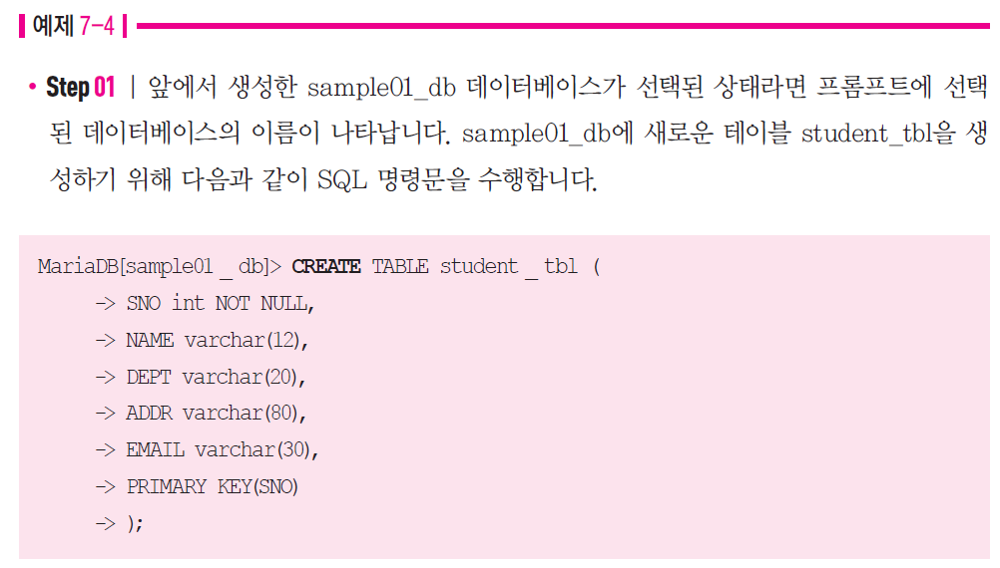 예제 7-4
• Step 01 | 앞에서 생성한 sample01_db 데이터베이스가 선택된 상태라면 프롬프트에 선택
된 데이터베이스의 이름이 나타납니다. sample01_db에 새로운 테이블 student_tbl을 생
성하기 위해 다음과 같이 SQL 명령문을 수행합니다.
MariaDB[sample01_db]> CREATE TABLE student_tbl (
-> SNO int NOT NULL,
-> NAME varchar(12),
-> DEPT varchar(20),
-> ADDR varchar(80),
-> EMAIL varchar(30),
-> PRIMARY KEY(SNO)
-> );